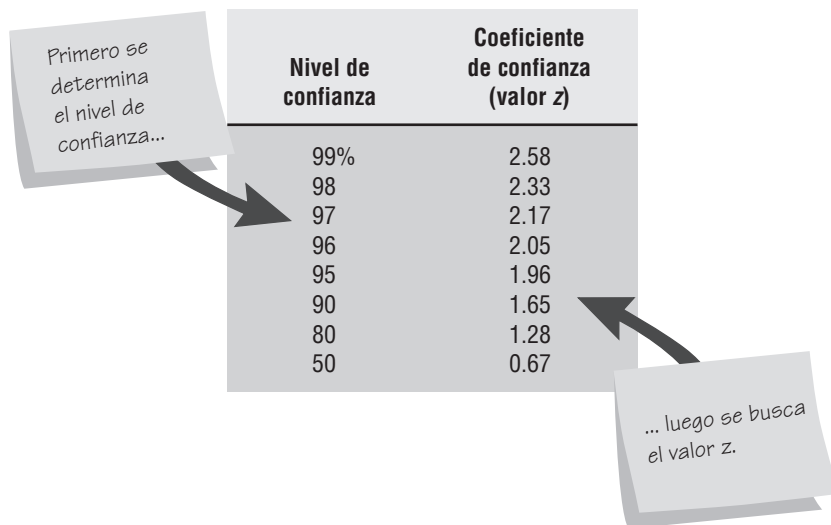 Primero se
determina
el nivel de
confianza...
Nivel de
confianza
Coeficiente
de confianza
(valor z)
99% 2.58
98 2.33
97 2.17
96 2.05
95 1.96
90 1.65
80 1.28
50 0.67
... luego se busca
el valor z.